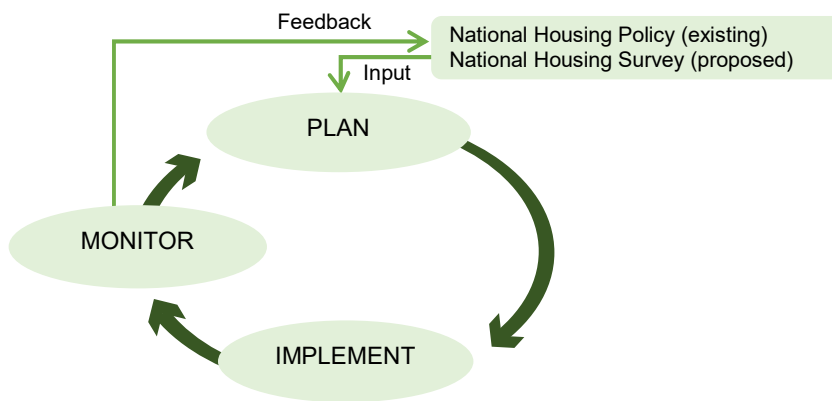 Feedback
National Housing Policy (existing)
National Housing Survey (proposed)
Input
PLAN
MONITOR
IMPLEMENT